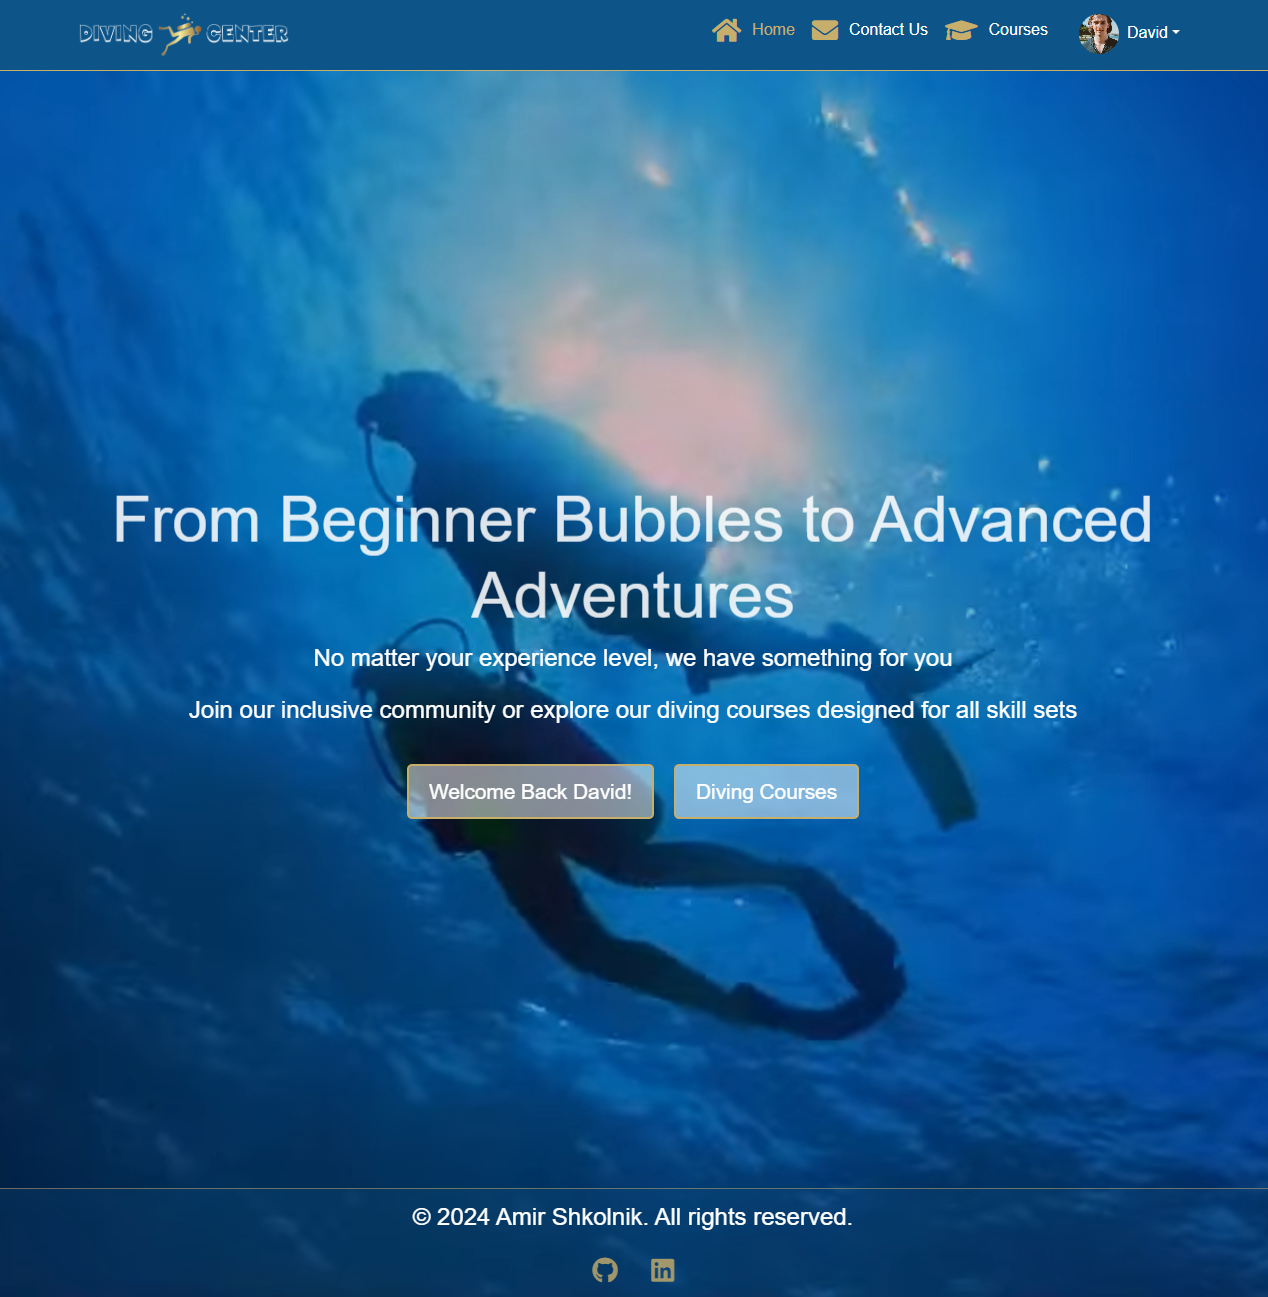 DIVING CENTER
Home
Contact Us
Courses
David
From Beginner Bubbles to Advanced
Adventures
No matter your experience level, we have something for you
Join our inclusive community or explore our diving courses designed for all skill sets
Welcome Back David!
Diving Courses
© 2024 Amir Shkolnik. All rights reserved.
in